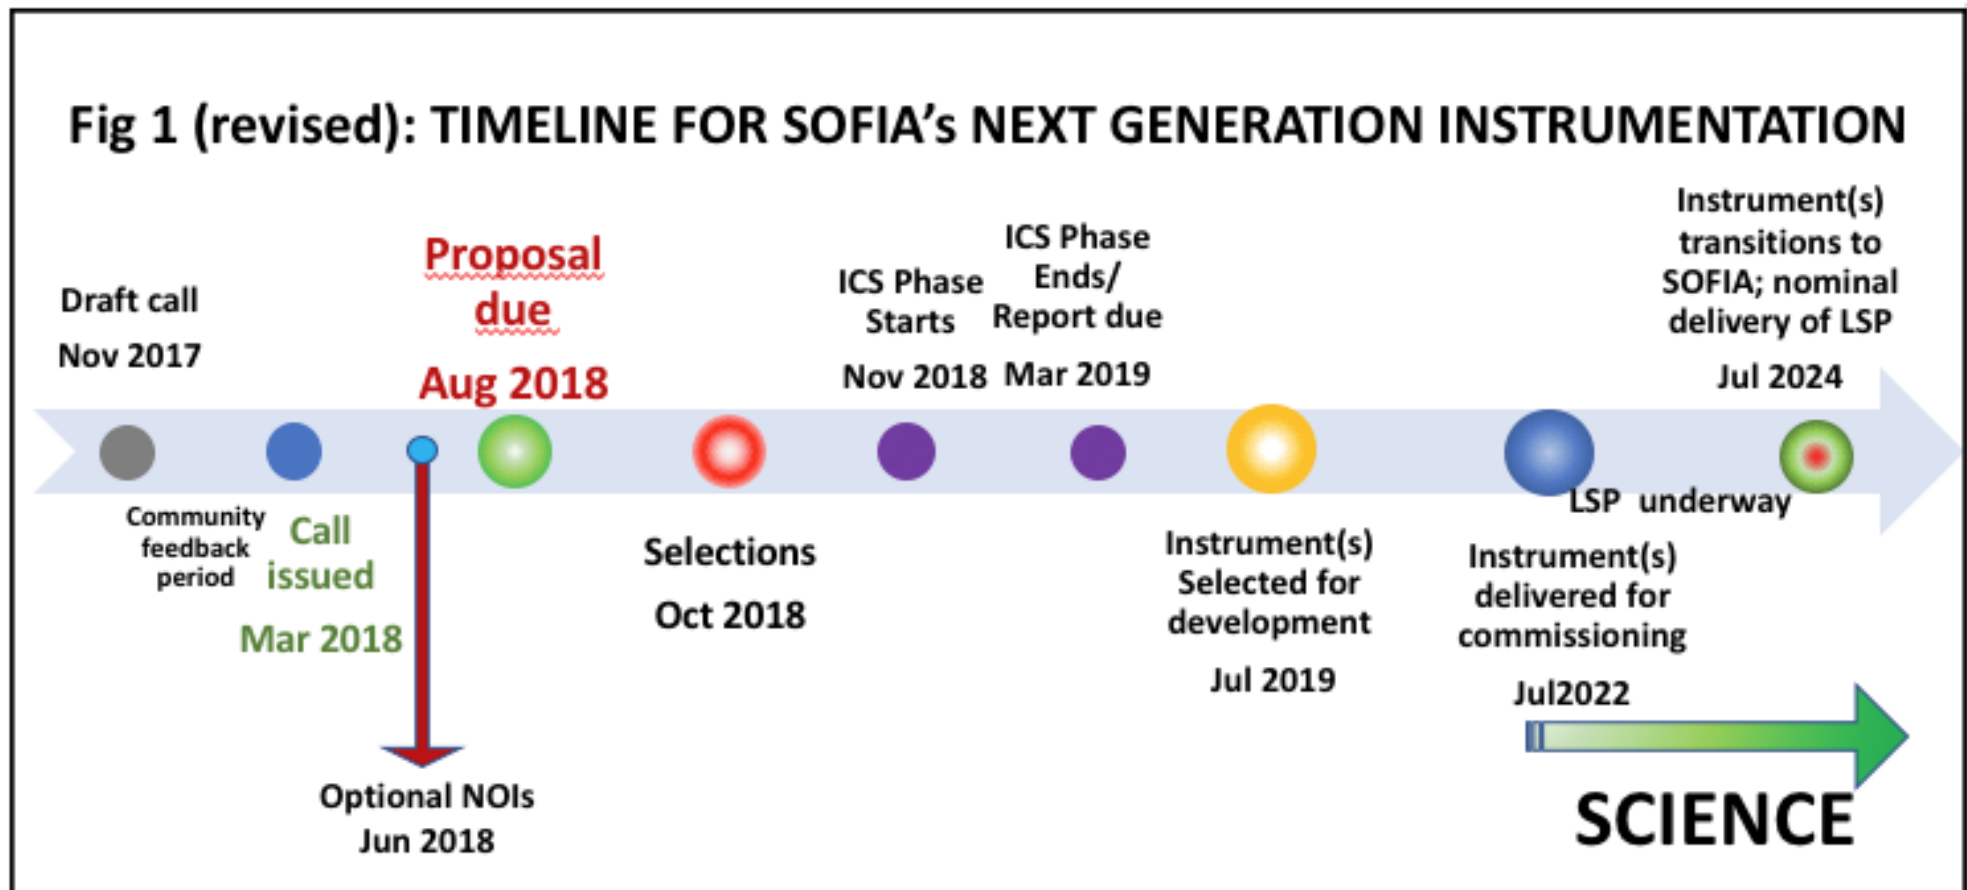 Fig 1 (revised): TIMELINE FOR SOFIA's NEXT GENERATION INSTRUMENTATION
Draft call
Nov 2017
Community
feedback
period
Call
issued
Mar 2018
Optional NOIs
Jun 2018
Proposal
due
Aug 2018
Selections
Oct 2018
ICS Phase
Starts
Nov 2018
ICS Phase
Ends/
Report due
Mar 2019
Instrument(s)
Selected for
development
Jul 2019
Instrument(s)
delivered for
commissioning
Jul2022
LSP underway
Instrument(s)
transitions to
SOFIA; nominal
delivery of LSP
Jul 2024
SCIENCE